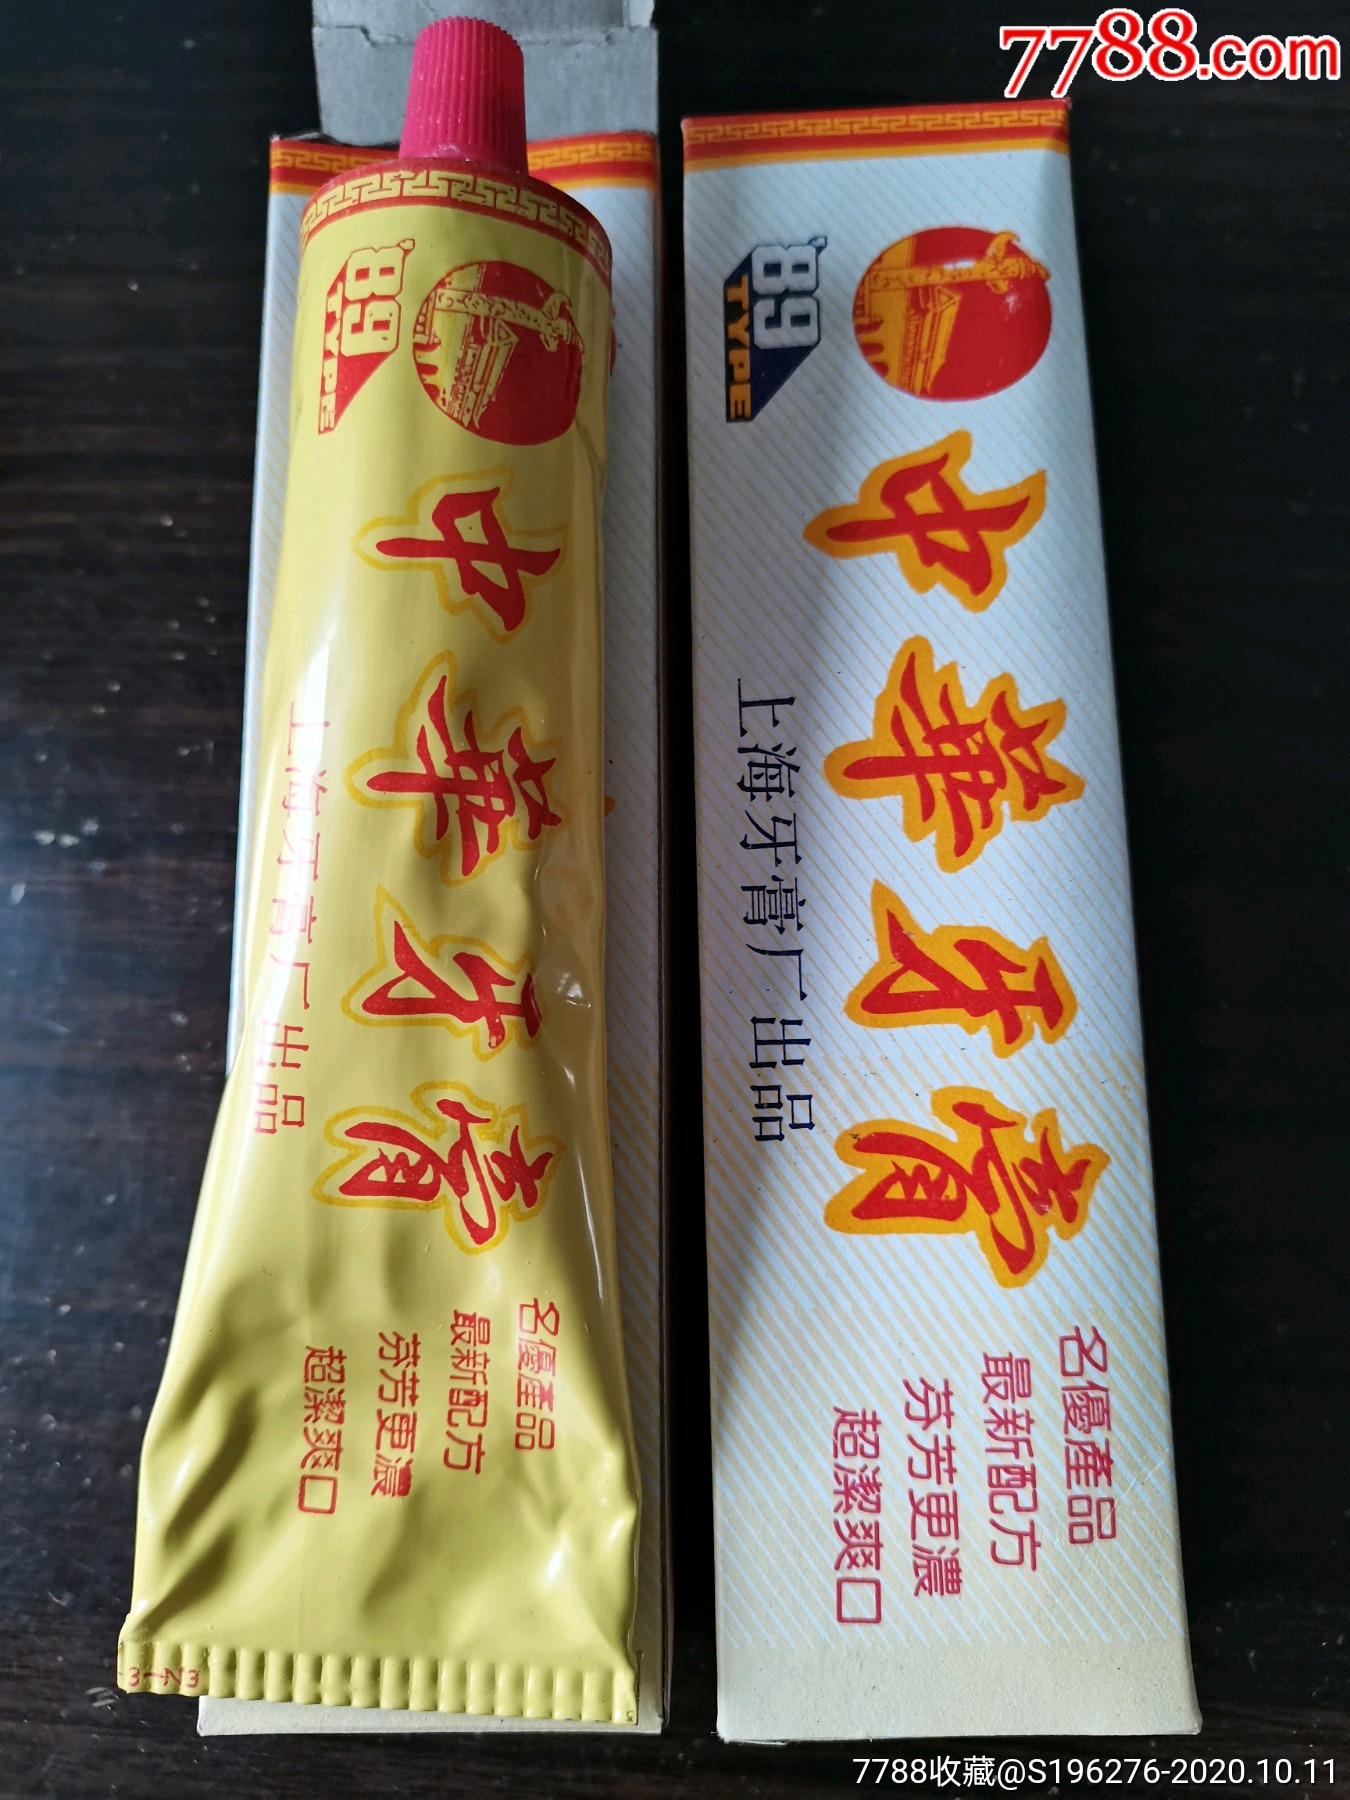 7788.com
'89
TYPE
中華牙膏
上海牙膏厂出品
名優產品
最新配方
芬芳更濃
超潔爽口
'89
TYPE
中華牙膏
上海牙膏厂出品
名優產品
最新配方
芬芳更濃
超潔爽口
7788收藏@S196276-2020.10.11